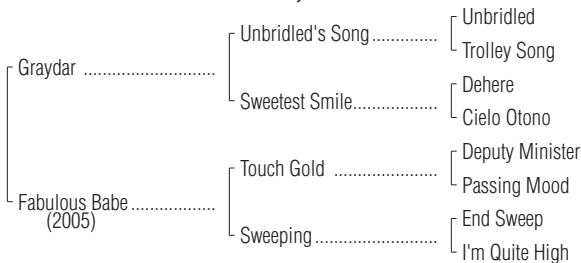 Unbridled
Unbridled's Song ..............
Trolley Song
Graydar ............................
Dehere
Sweetest Smile..................
Cielo Otono
Deputy Minister
Touch Gold ......................
Passing Mood
Fabulous Babe ..................
(2005)
End Sweep
Sweeping ..........................
I'm Quite High